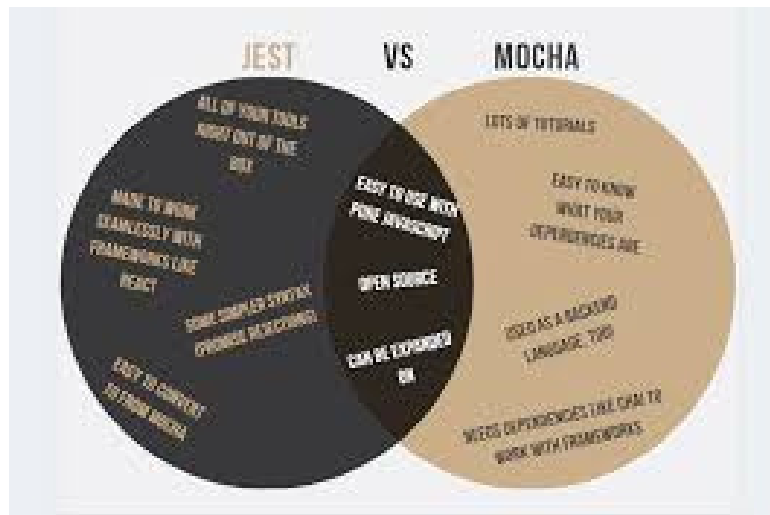 JEST VS MOCHA
ALL OF YOUR TOOLS
RIGHT OUT OF THE
BOX
MADE TO WORK
SEAMLESSLY WITH
FRAMEWORKS LIKE
REACT
SOME SIMPLER SYNTAX
(PROMISE REJECTIONS)
EASY TO CONVERT
TO FROM MOCHA
EASY TO USE WITH
PURE JAVASCRIPT
OPEN SOURCE
CAN BE EXPANDED
ON
LOTS OF TUTORIALS
EASY TO KNOW
WHAT YOUR
DEPENDENCIES ARE
USED AS A BACKEND
LANGUAGE, TOO
NEEDS DEPENDENCIES LIKE CHAI TO
WORK WITH FRAMEWORKS